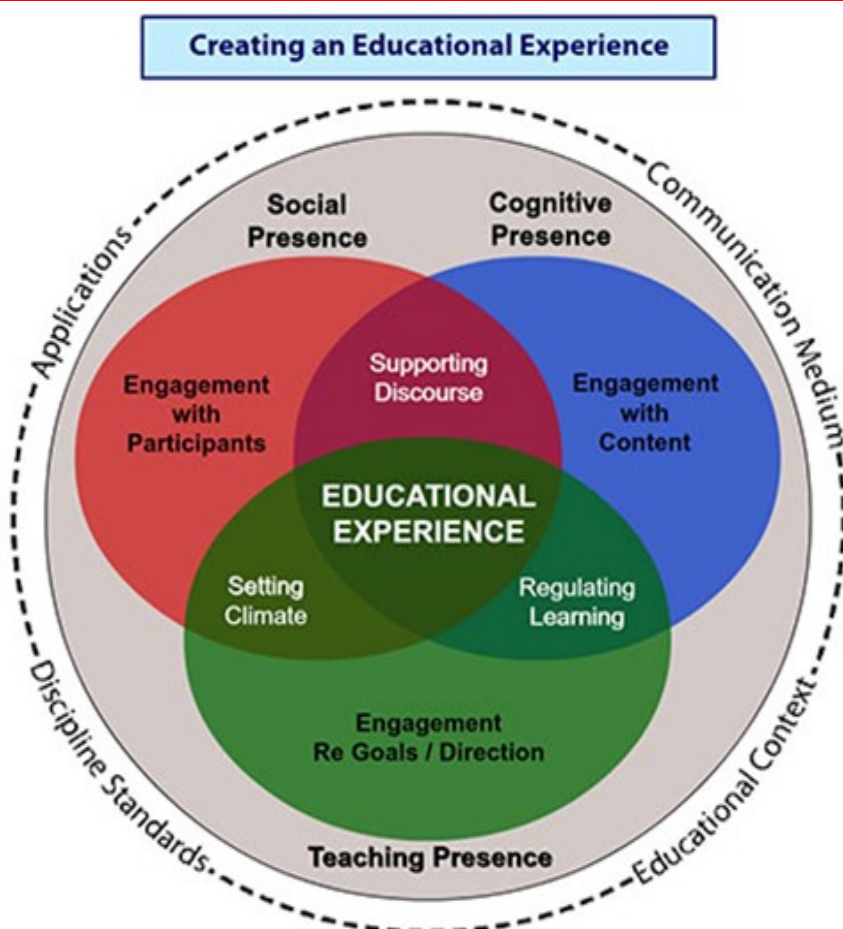 Creating an Educational Experience
Applications
Communication Medium
Social
Presence
Cognitive
Presence
Supporting
Discourse
Engagement
with
Participants
Engagement
with
Content
EDUCATIONAL
EXPERIENCE
Setting
Climate
Regulating
Learning
Engagement
Re Goals / Direction
Teaching Presence
Discipline Standards
Educational Context